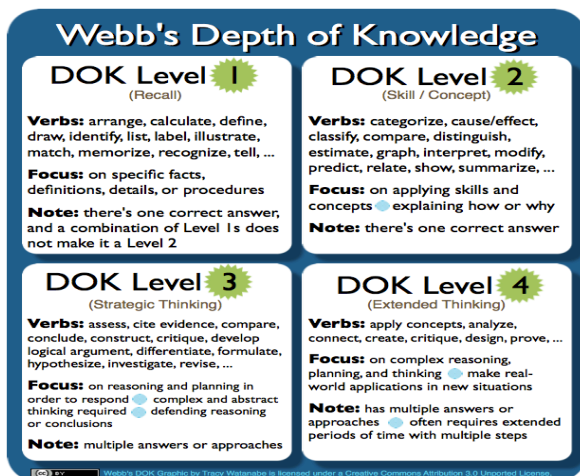 Webb's Depth of Knowledge
DOK Level 1
(Recall)
Verbs: arrange, calculate, define,
draw, identify, list, label, illustrate,
match, memorize, recognize, tell, ...
Focus: on specific facts,
definitions, details, or procedures
Note: there's one correct answer,
and a combination of Level 1s does
not make it a Level 2
DOK Level 2
(Skill / Concept)
Verbs: categorize, cause/effect,
classify, compare, distinguish,
estimate, graph, interpret, modify,
predict, relate, show, summarize, ...
Focus: on applying skills and
concepts explaining how or why
Note: there's one correct answer
DOK Level 3
(Strategic Thinking)
Verbs: assess, cite evidence, compare,
conclude, construct, critique, develop
logical argument, differentiate, formulate,
hypothesize, investigate, revise, ...
Focus: on reasoning and planning in
order to respond complex and abstract
thinking required defending reasoning
or conclusions
Note: multiple answers or approaches
DOK Level 4
(Extended Thinking)
Verbs: apply concepts, analyze,
connect, create, critique, design, prove, ...
Focus: on complex reasoning,
planning, and thinking make real-
world applications in new situations
Note: has multiple answers or
approaches often requires extended
periods of time with multiple steps
(cc) BY
Webb's DOK Graphic by Tracy Watanabe is licensed under a Creative Commons Attribution 3.0 Unported License.